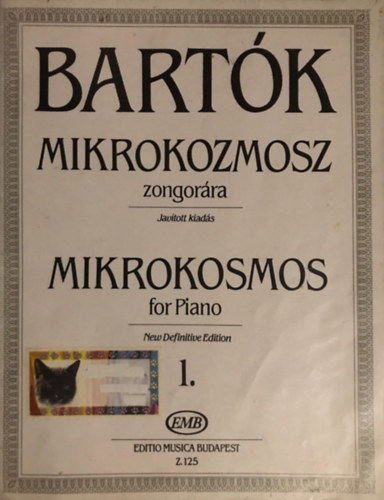 BARTÓK
MIKROKOZMOSZ
zongorára
Javított kiadás
MIKROKOSMOS
for Piano
New Definitive Edition
1.
EMB
EDITIO MUSICA BUDAPEST
Z.125